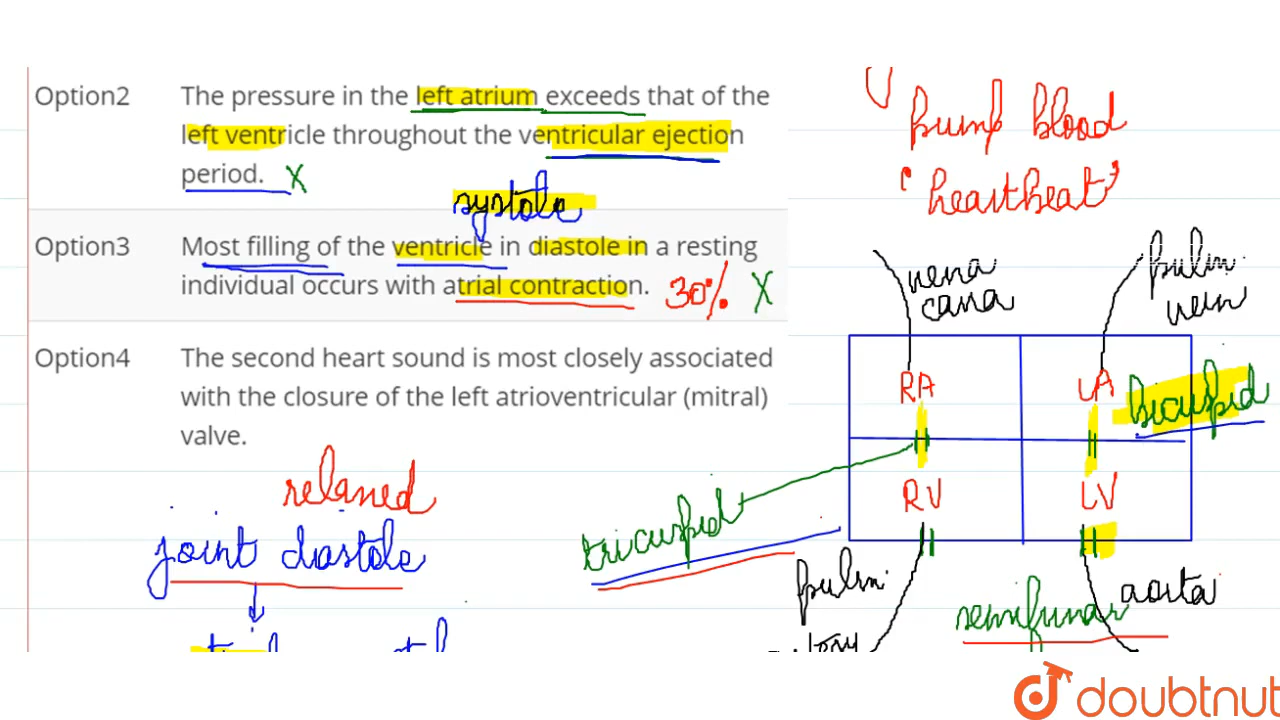 Option2 The pressure in the left atrium exceeds that of the
left ventricle throughout the ventricular ejection
period. X
systole
Option3 Most filling of the ventricle in diastole in a resting
individual occurs with atrial contraction. 30% X
Option4 The second heart sound is most closely associated
with the closure of the left atrioventricular (mitral)
valve.
relaxed
joint diastole
pump blood
'heartbeat'
vena
cava
pulm.
vein
RA LA
bicuspid
RV LV
tricuspid
pulm.
aorta
semilunar
doubtnut